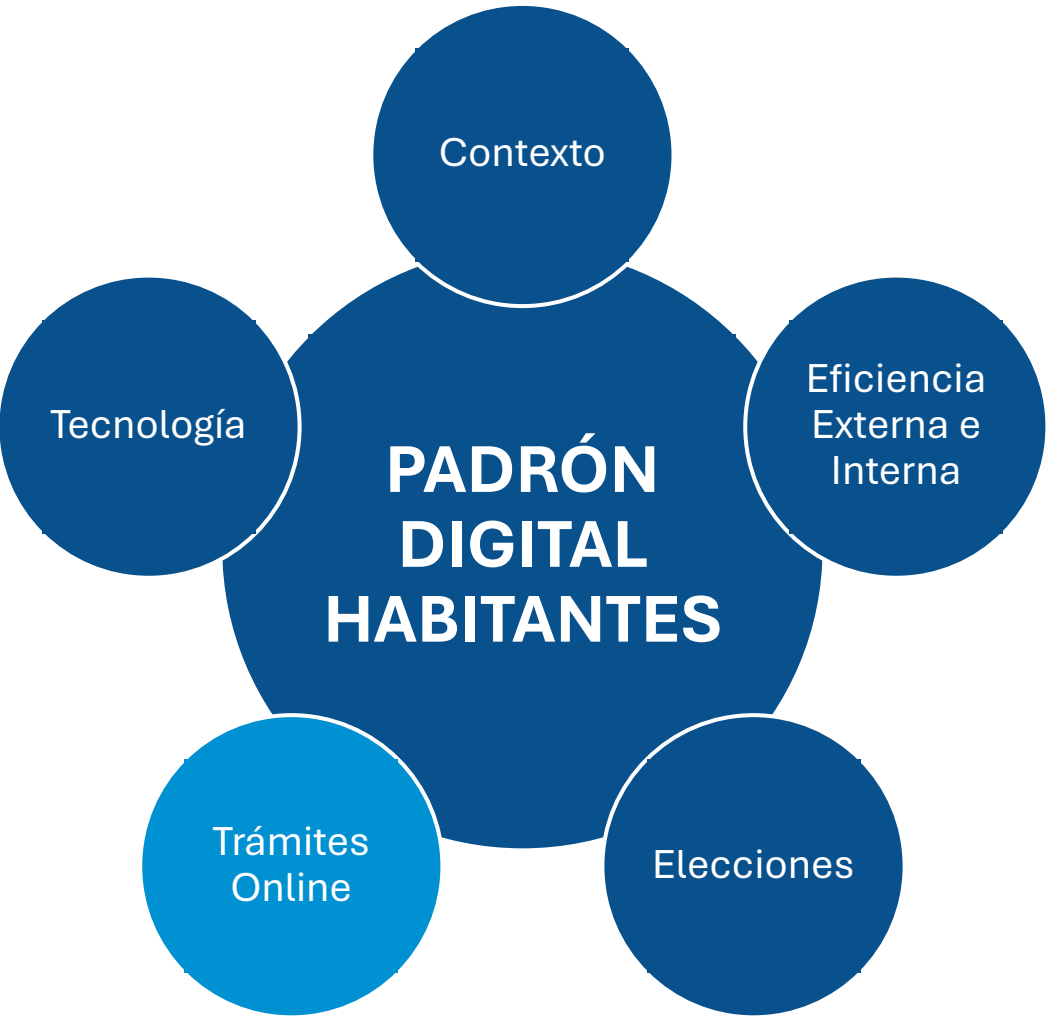 Contexto
Eficiencia
Externa e
Interna
Tecnología
PADRÓN
DIGITAL
HABITANTES
Trámites
Online
Elecciones